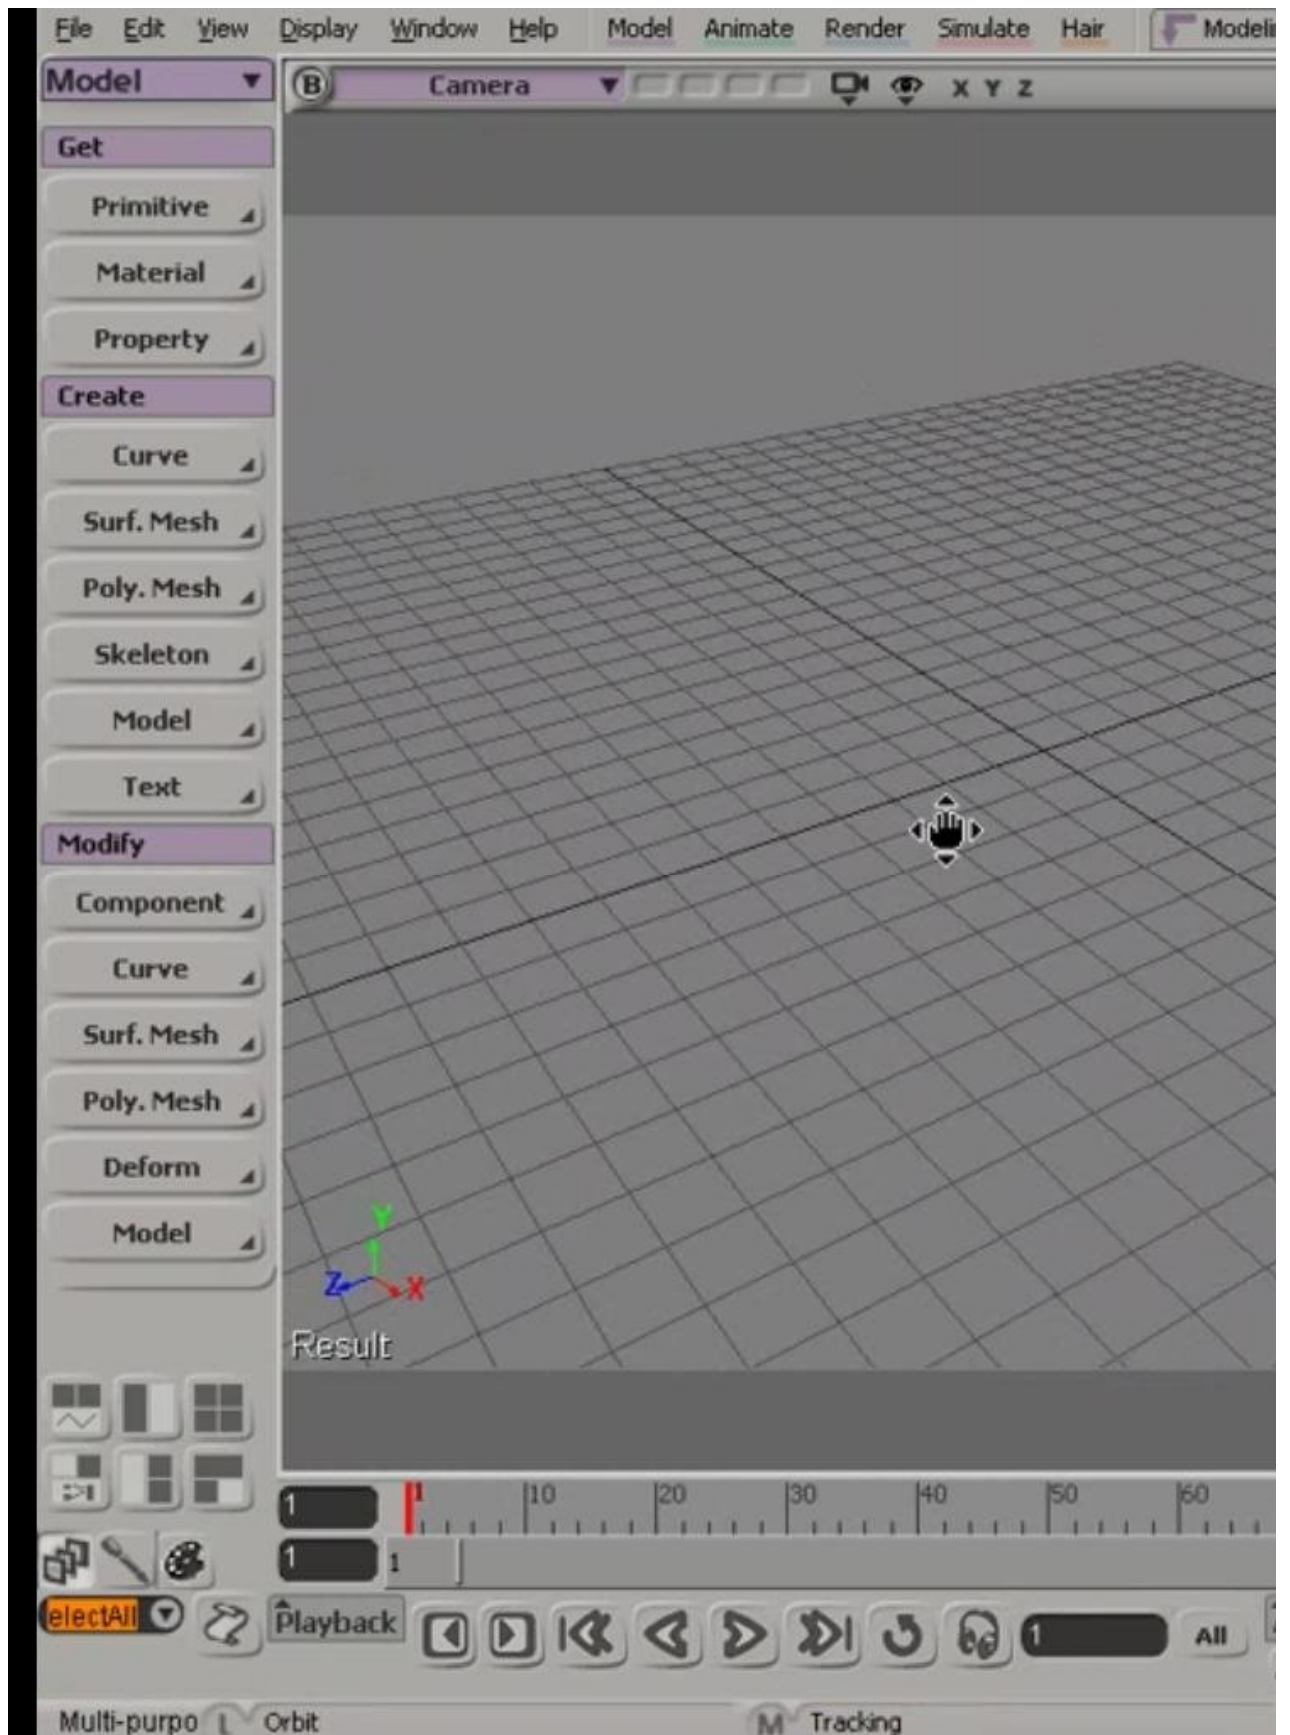 File Edit View Display Window Help Model Animate Render Simulate Hair
Model B Camera X Y Z
Get
Primitive
Material
Property
Create
Curve
Surf. Mesh
Poly. Mesh
Skeleton
Model
Text
Modify
Component
Curve
Surf. Mesh
Poly. Mesh
Deform
Model
Y
Z X
Result
1 1 10 20 30 40 50 60
1 1
electAll Playback 1 All
Multi-purpo L Orbit M Tracking